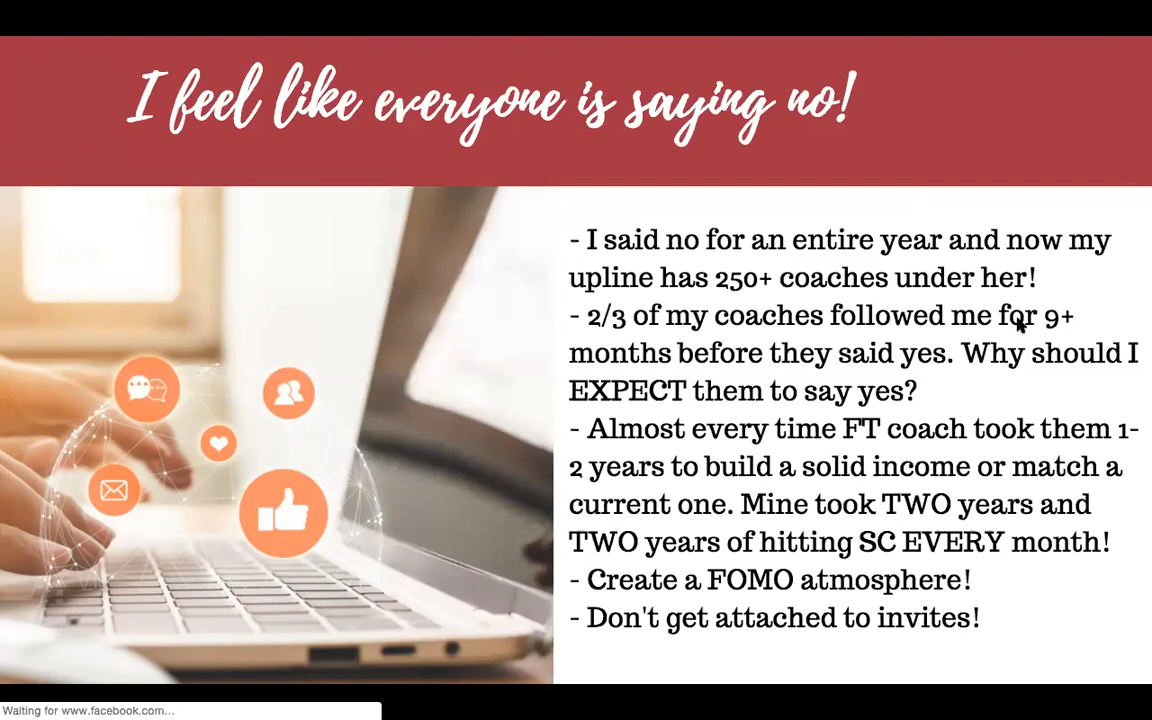 I feel like everyone is saying no!
- I said no for an entire year and now my
upline has 250+ coaches under her!
- 2/3 of my coaches followed me for 9+
months before they said yes. Why should I
EXPECT them to say yes?
- Almost every time FT coach took them 1-
2 years to build a solid income or match a
current one. Mine took TWO years and
TWO years of hitting SC EVERY month!
- Create a FOMO atmosphere!
- Don't get attached to invites!
Waiting for www.facebook.com...